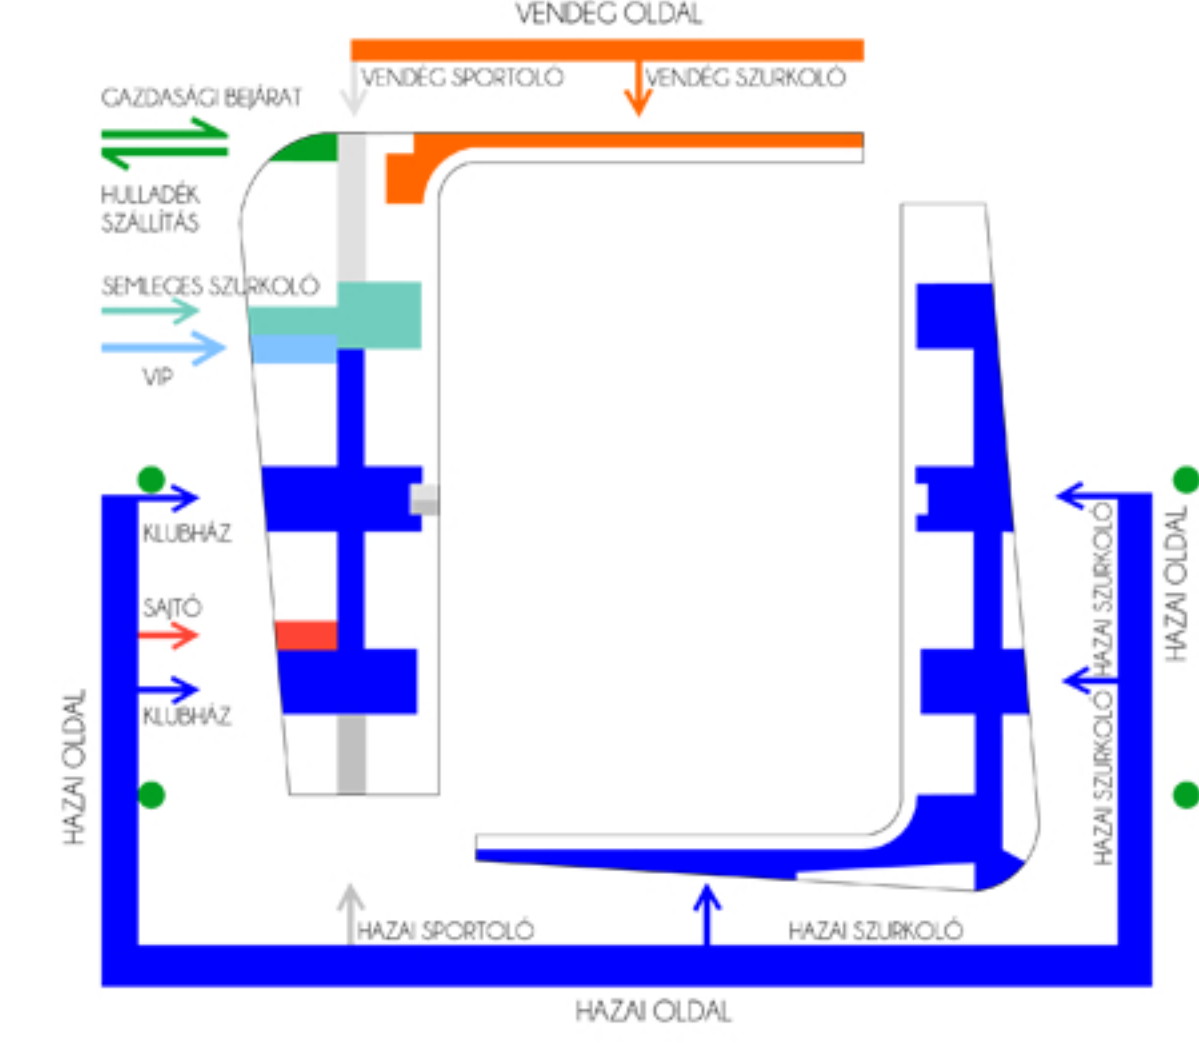 VENDÉG OLDAL
VENDÉG SPORTOLÓ
VENDÉG SZURKOLÓ
GAZDASÁGI BEJÁRAT
HULLADÉK
SZÁLLÍTÁS
SEMLEGES SZURKOLÓ
VIP
KLUBHÁZ
SAJTÓ
KLUBHÁZ
HAZAI OLDAL
HAZAI SZURKOLÓ
HAZAI OLDAL
HAZAI SZURKOLÓ
HAZAI SPORTOLÓ
HAZAI SZURKOLÓ
HAZAI OLDAL